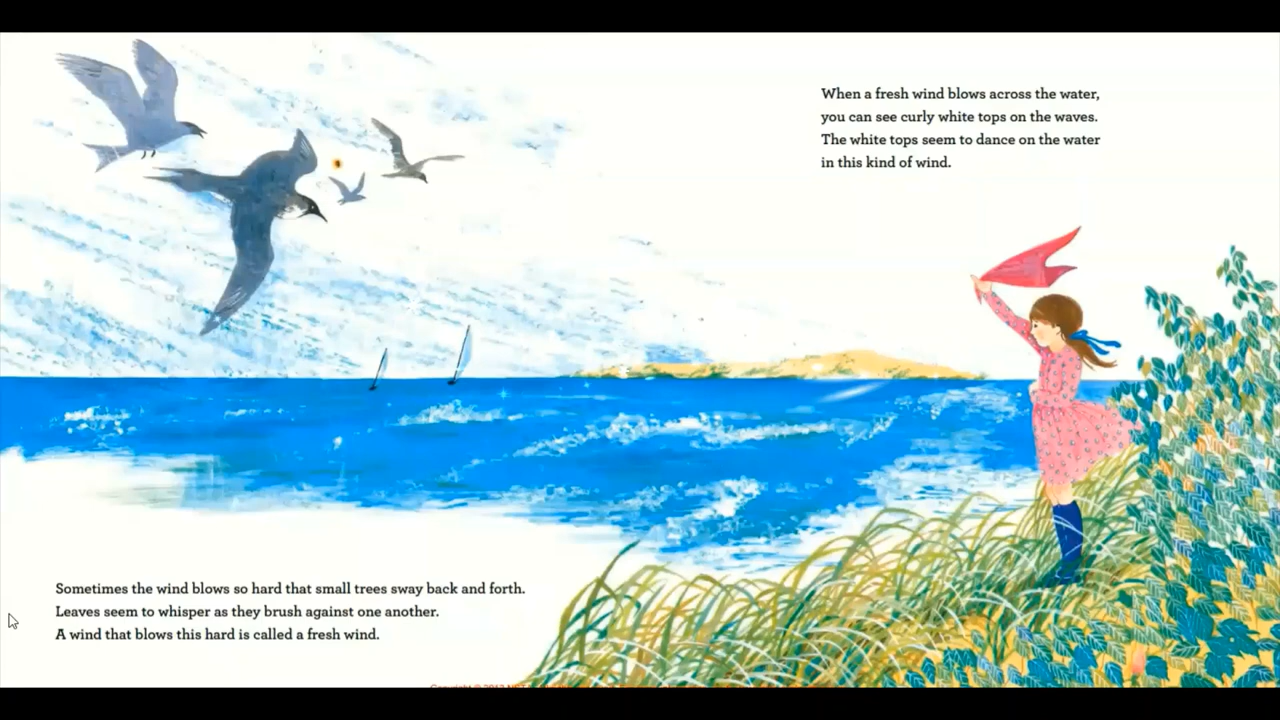 Sometimes the wind blows so hard that small trees sway back and forth.
Leaves seem to whisper as they brush against one another.
A wind that blows this hard is called a fresh wind.
When a fresh wind blows across the water,
you can see curly white tops on the waves.
The white tops seem to dance on the water
in this kind of wind.